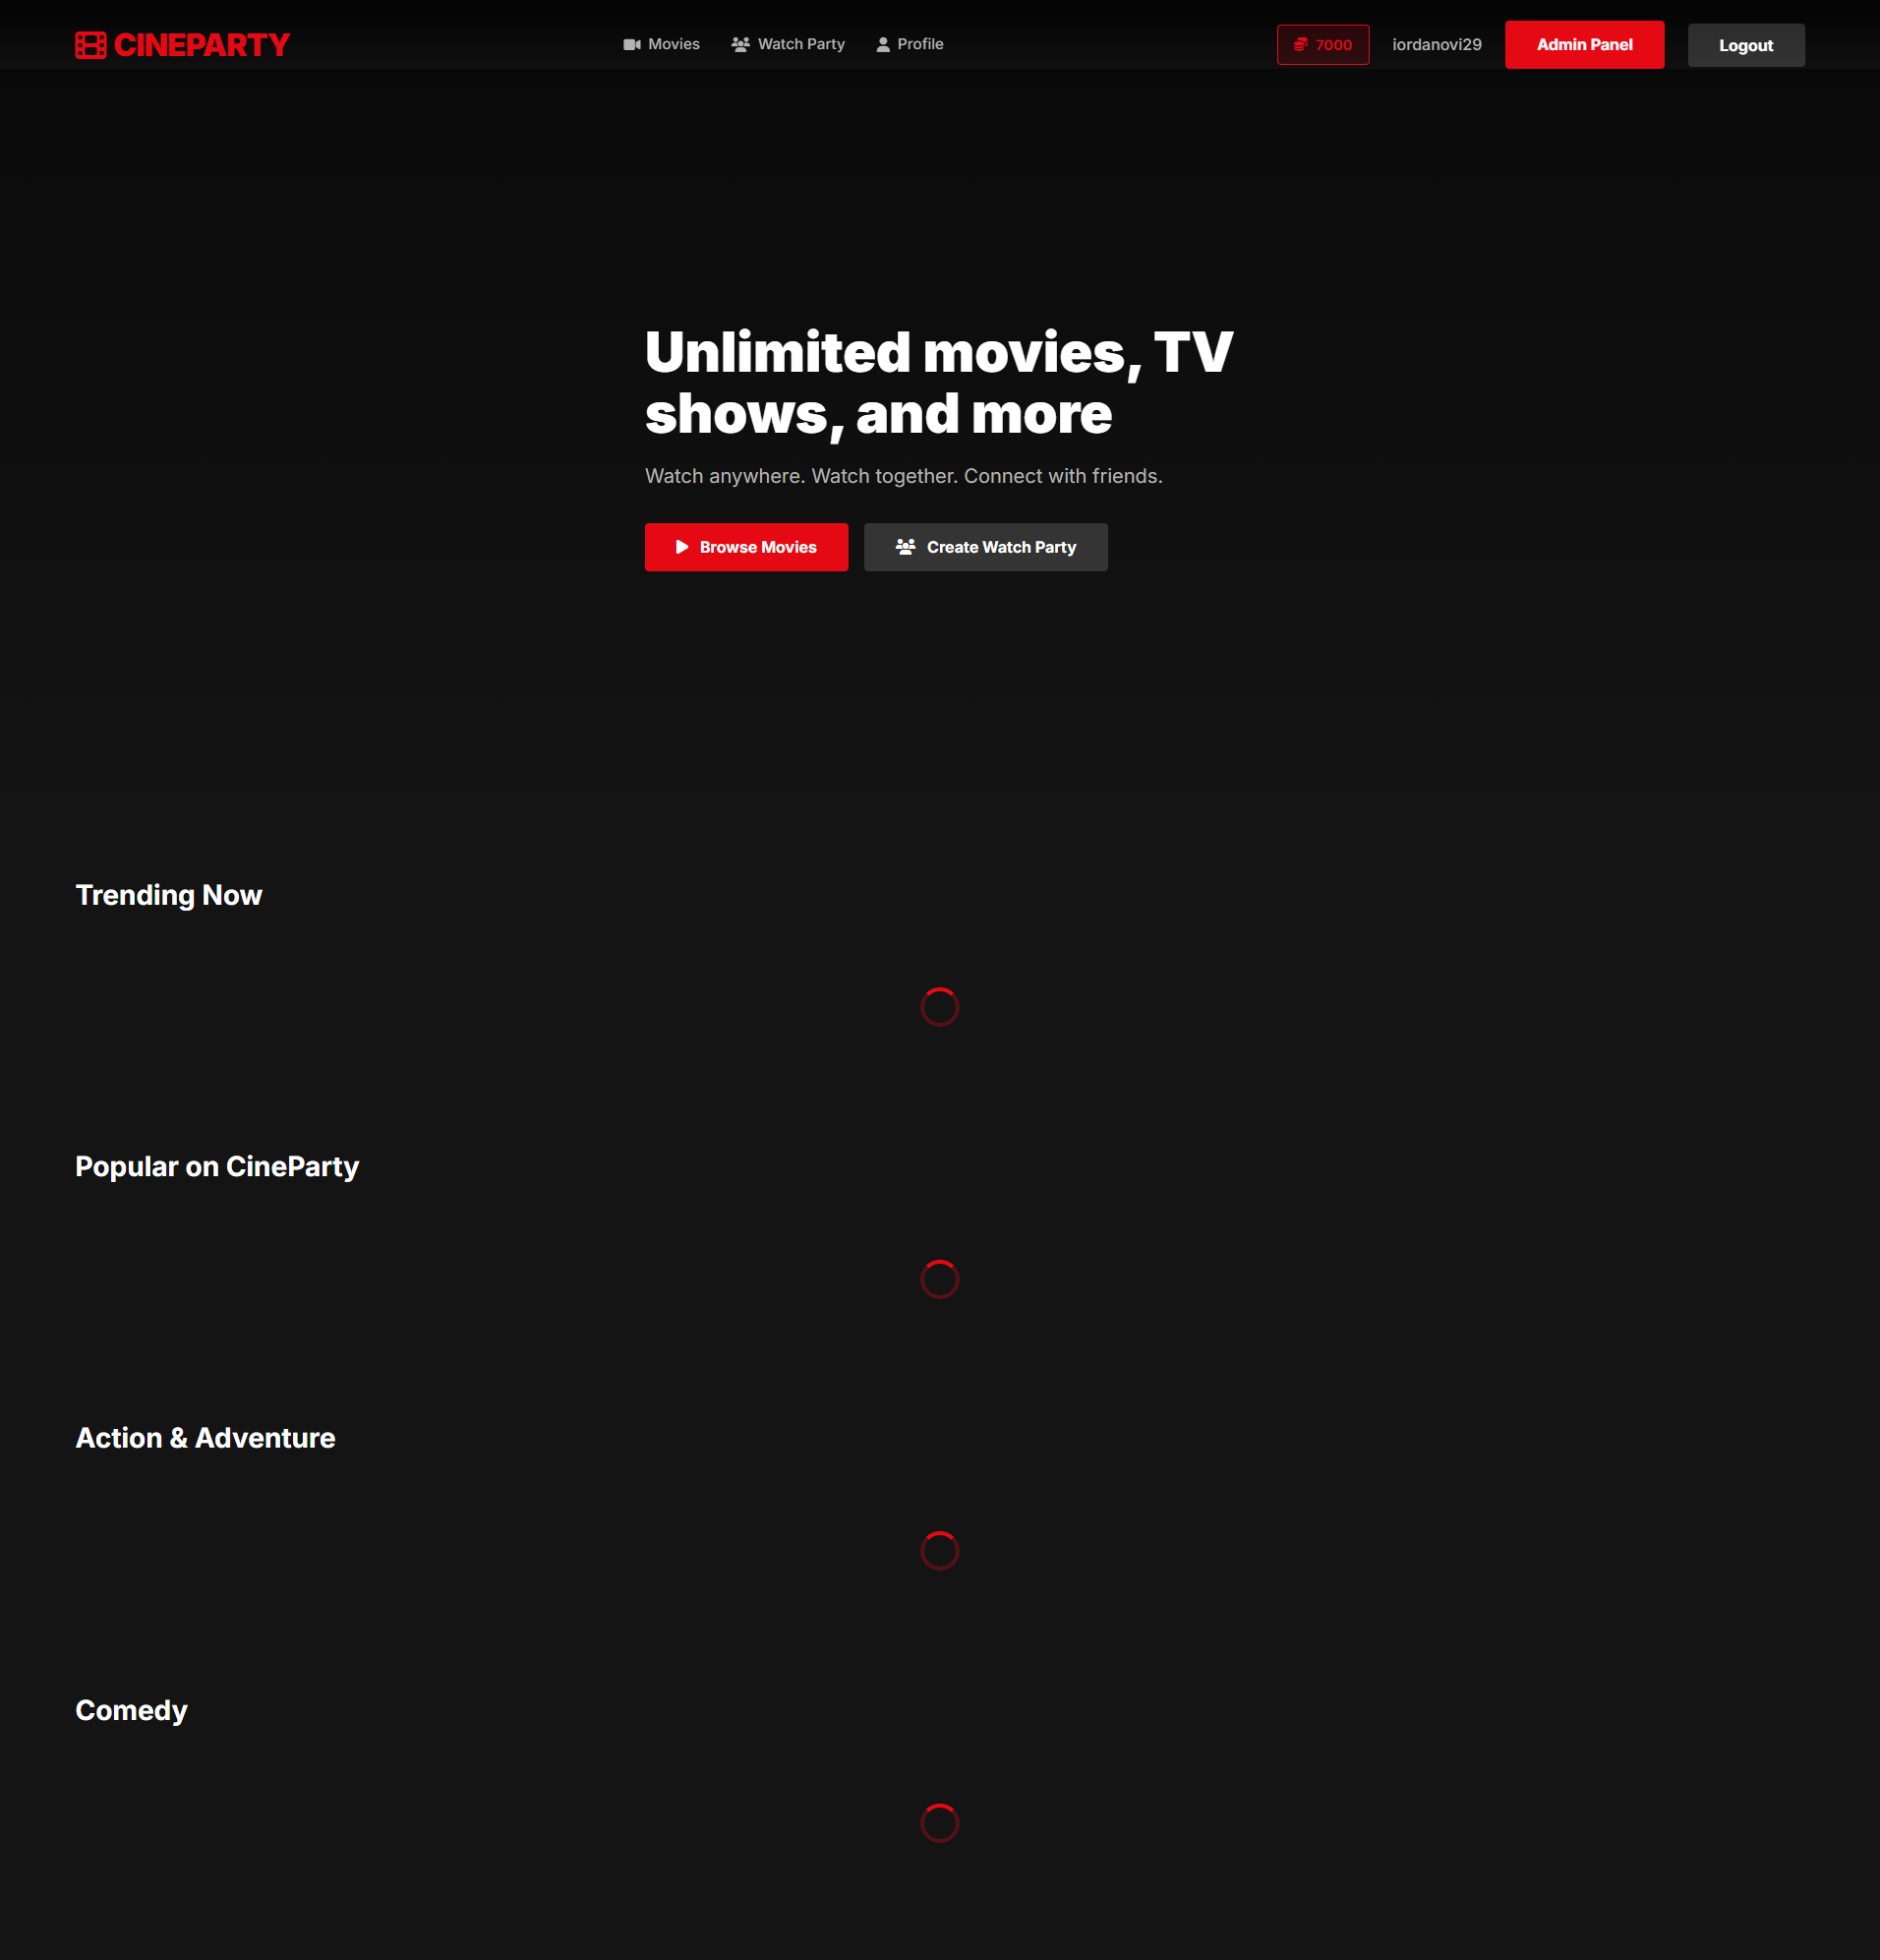 CINEPARTY
Movies
Watch Party
Profile
7000
iordanovi29
Admin Panel
Logout
Unlimited movies, TV
shows, and more
Watch anywhere. Watch together. Connect with friends.
Browse Movies
Create Watch Party
Trending Now
Popular on CineParty
Action & Adventure
Comedy